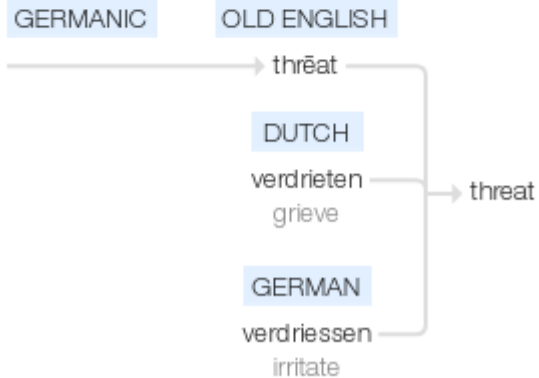 GERMANIC OLD ENGLISH
thrēat
DUTCH
verdrieten
threat
grieve
GERMAN
verdriessen
irritate